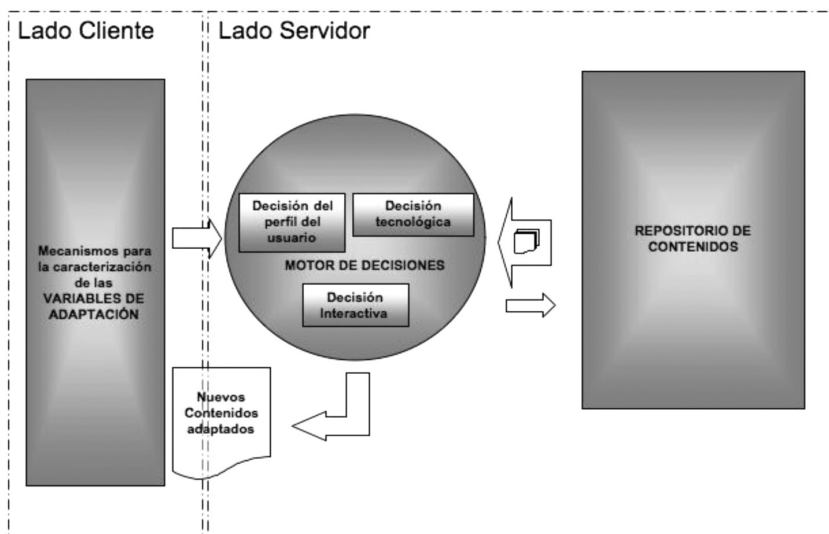 Lado Cliente
Lado Servidor
Mecanismos para
la caracterización
de las
VARIABLES DE
ADAPTACIÓN
Decisión del
perfil del
usuario
Decisión
tecnológica
MOTOR DE DECISIONES
Decisión
Interactiva
REPOSITORIO DE
CONTENIDOS
Nuevos
Contenidos
adaptados